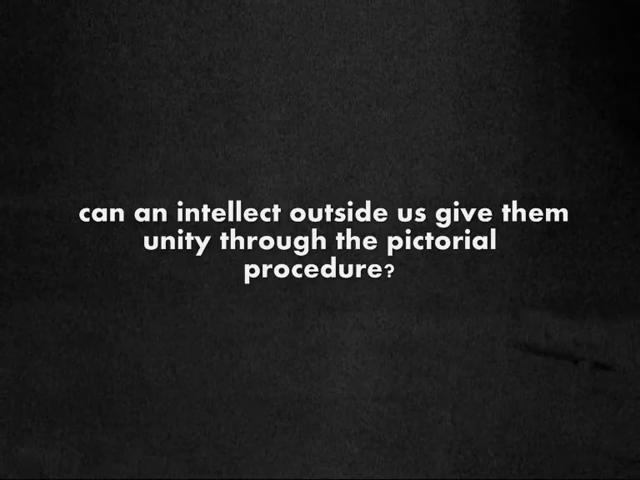 can an intellect outside us give them
unity through the pictorial
procedure?